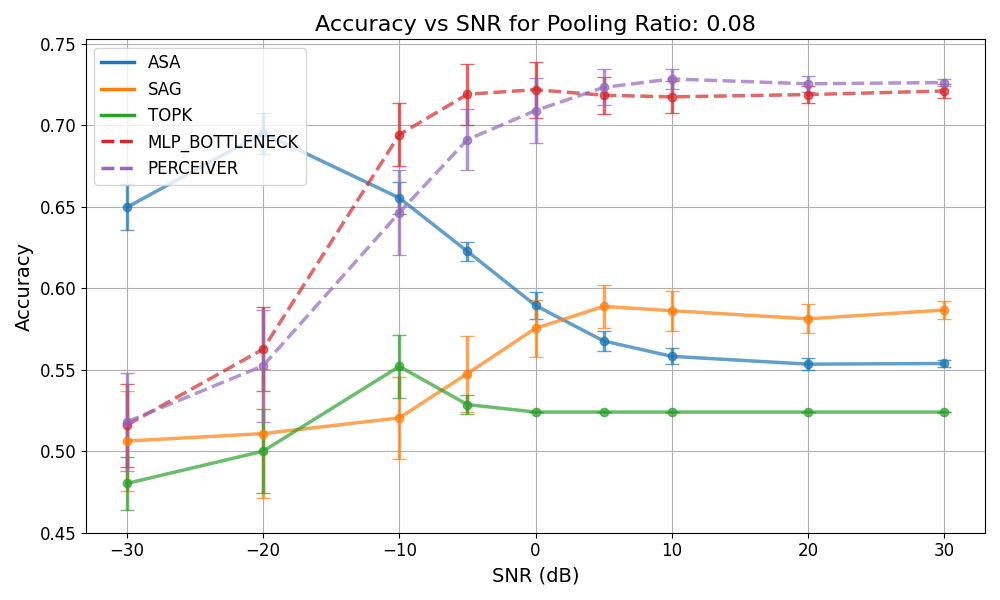 Accuracy vs SNR for Pooling Ratio: 0.08
0.75
0.70
0.65
0.60
0.55
0.50
0.45
Accuracy
ASA
SAG
TOPK
MLP_BOTTLENECK
PERCEIVER
−30
−20
−10
0
10
20
30
SNR (dB)